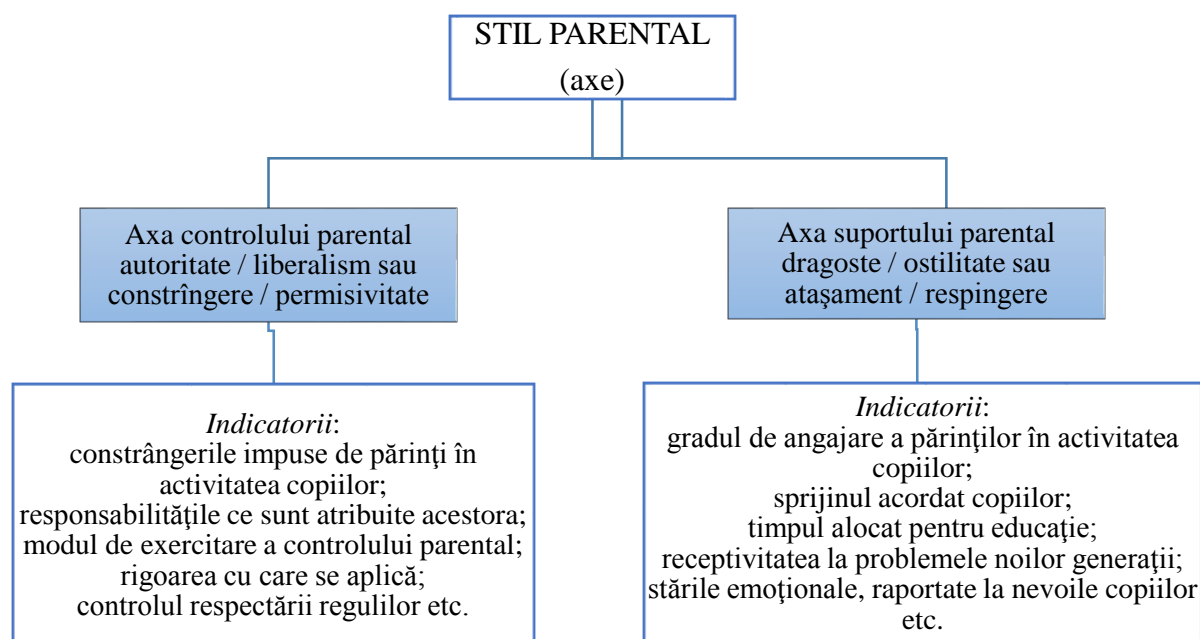 STIL PARENTAL
(axe)
Axa controlului parental
autoritate / liberalism sau
constrîngere / permisivitate
Axa suportului parental
dragoste / ostilitate sau
ataşament / respingere
Indicatorii:
constrângerile impuse de părinţi în
activitatea copiilor;
responsabilităţile ce sunt atribuite acestora;
modul de exercitare a controlului parental;
rigoarea cu care se aplică;
controlul respectării regulilor etc.
Indicatorii:
gradul de angajare a părinţilor în activitatea
copiilor;
sprijinul acordat copiilor;
timpul alocat pentru educaţie;
receptivitatea la problemele noilor generaţii;
stările emoţionale, raportate la nevoile copiilor
etc.